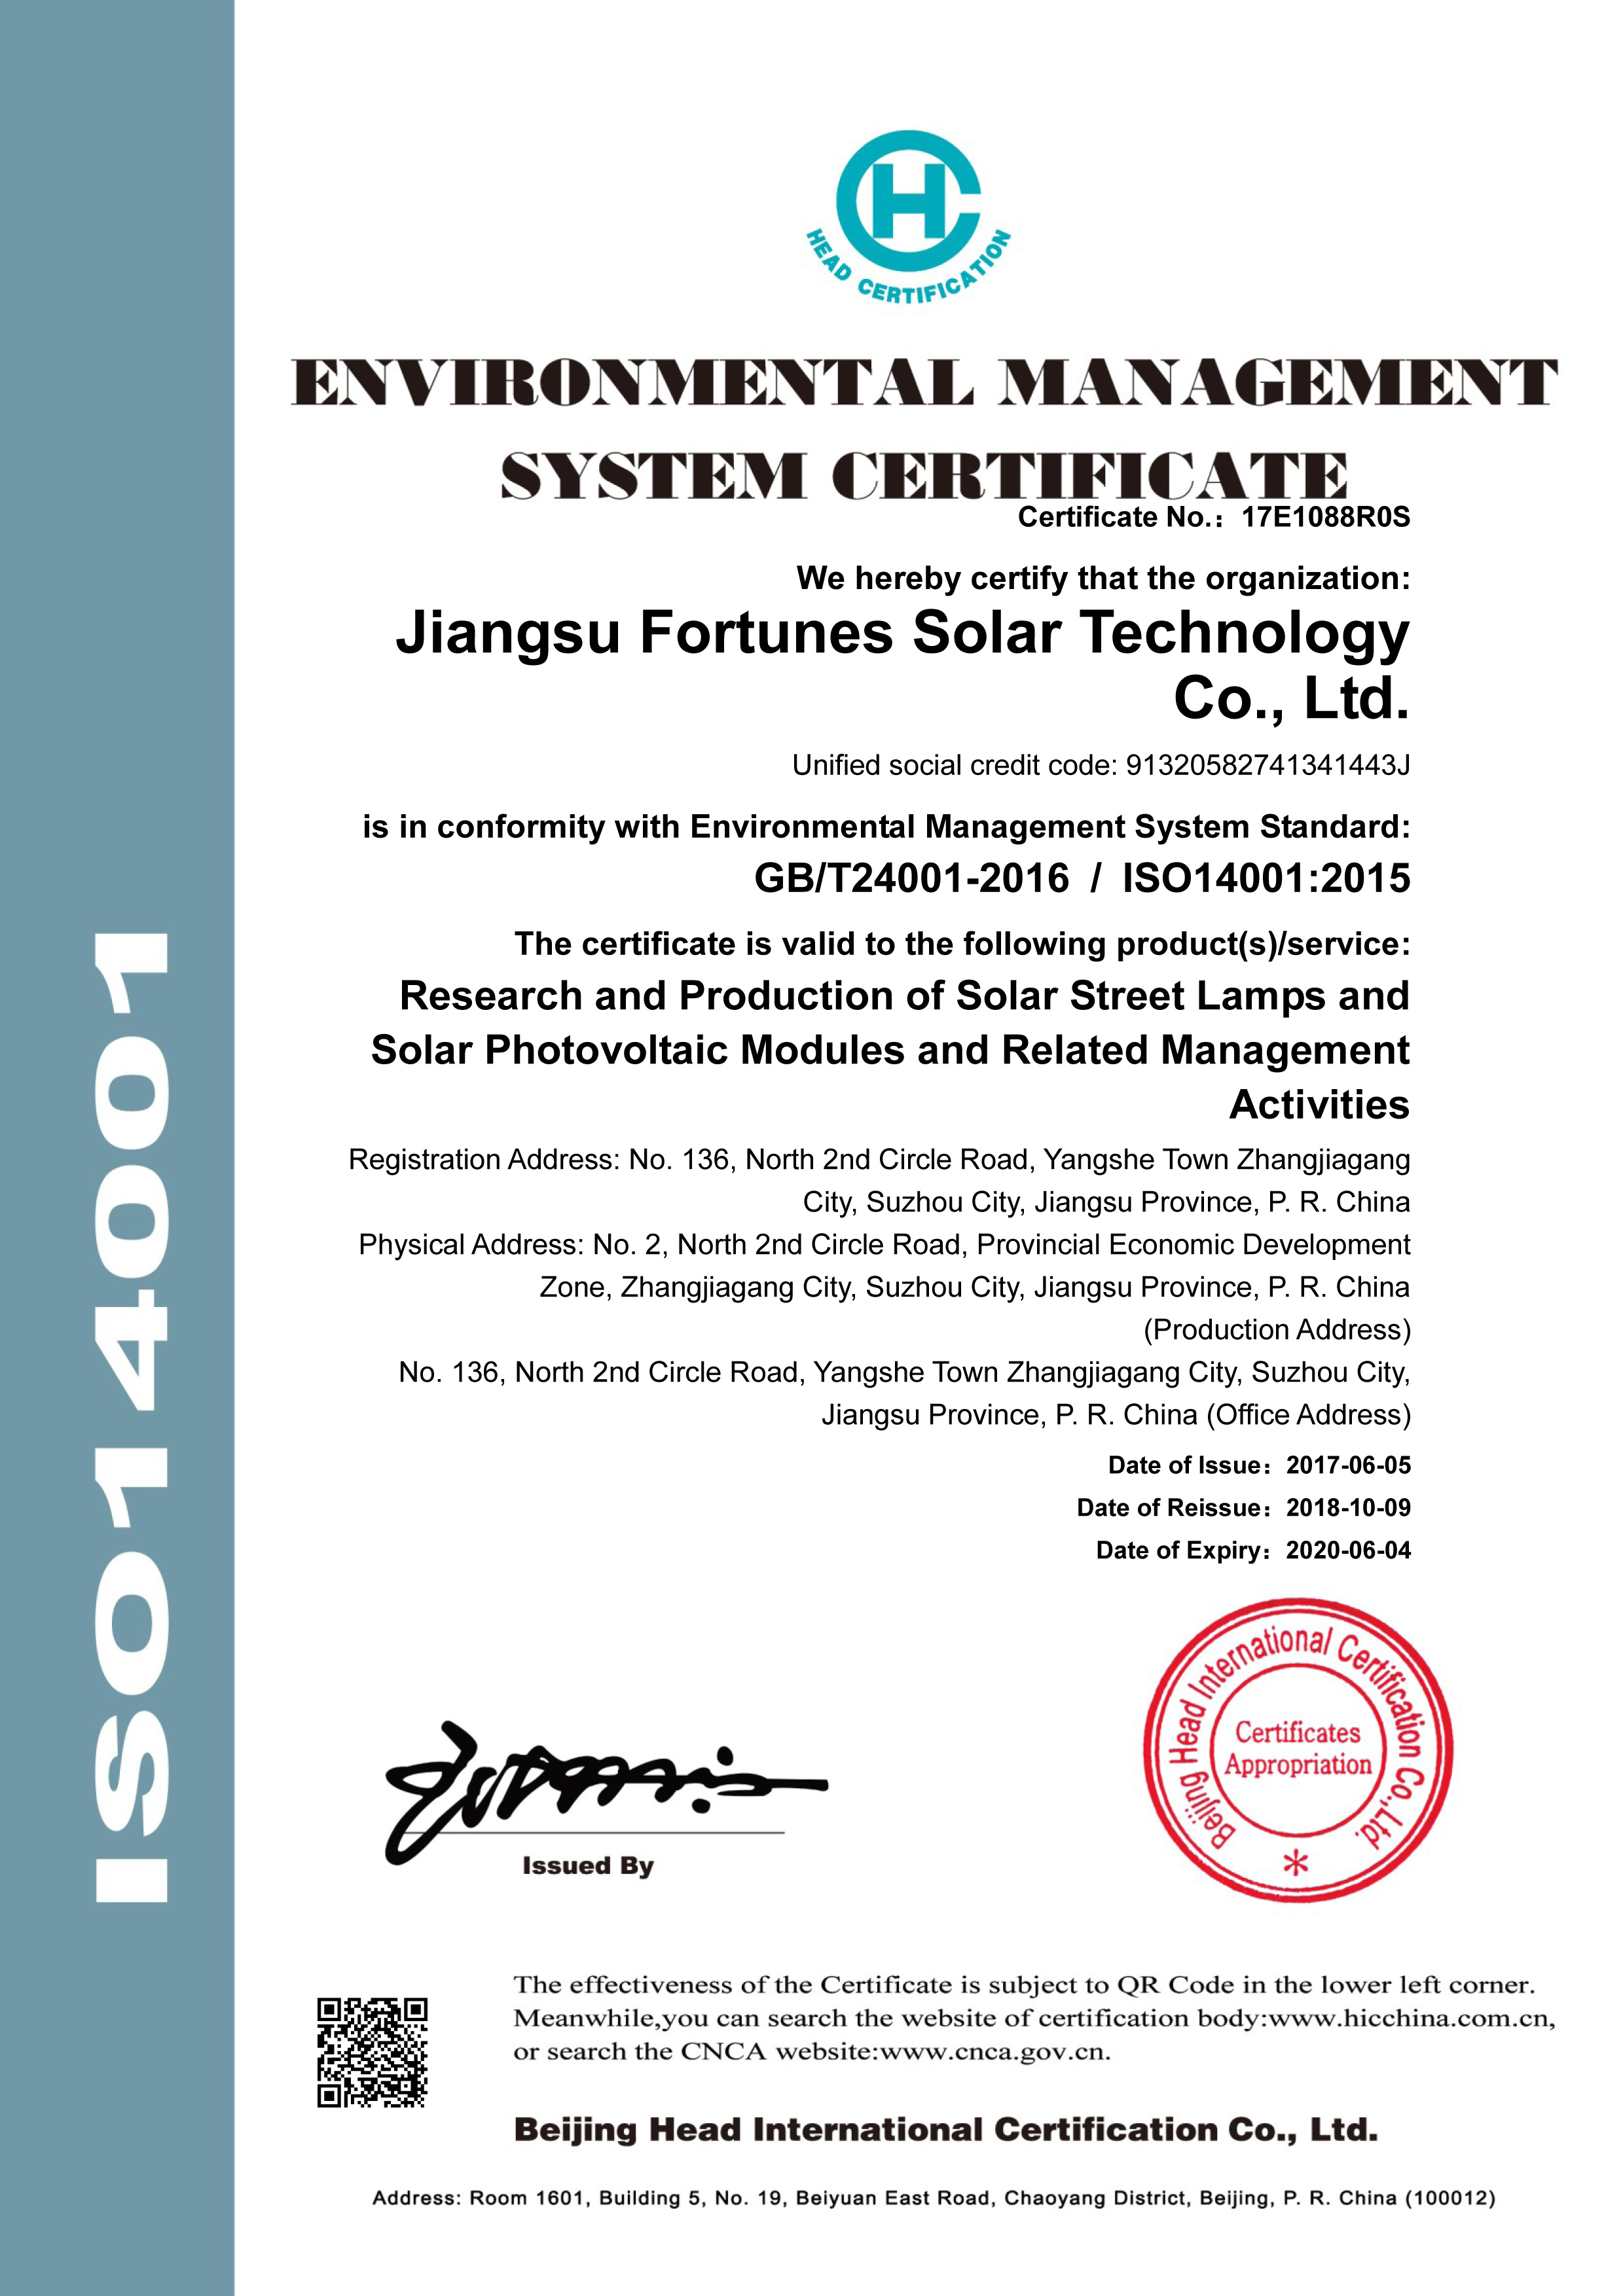 ISO14001
HC
HEAD CERTIFICATION
ENVIRONMENTAL MANAGEMENT
SYSTEM CERTIFICATE
Certificate No.：17E1088R0S
We hereby certify that the organization:
Jiangsu Fortunes Solar Technology
Co., Ltd.
Unified social credit code: 91320582741341443J
is in conformity with Environmental Management System Standard:
GB/T24001-2016 / ISO14001:2015
The certificate is valid to the following product(s)/service:
Research and Production of Solar Street Lamps and
Solar Photovoltaic Modules and Related Management
Activities
Registration Address: No. 136, North 2nd Circle Road, Yangshe Town Zhangjiagang
City, Suzhou City, Jiangsu Province, P. R. China
Physical Address: No. 2, North 2nd Circle Road, Provincial Economic Development
Zone, Zhangjiagang City, Suzhou City, Jiangsu Province, P. R. China
(Production Address)
No. 136, North 2nd Circle Road, Yangshe Town Zhangjiagang City, Suzhou City,
Jiangsu Province, P. R. China (Office Address)
Date of Issue：2017-06-05
Date of Reissue：2018-10-09
Date of Expiry：2020-06-04
Beijing Head International Certification Co.,Ltd.
Certificates
Appropriation
*
Issued By
The effectiveness of the Certificate is subject to QR Code in the lower left corner.
Meanwhile,you can search the website of certification body:www.hicchina.com.cn,
or search the CNCA website:www.cnca.gov.cn.
Beijing Head International Certification Co., Ltd.
Address: Room 1601, Building 5, No. 19, Beiyuan East Road, Chaoyang District, Beijing, P. R. China (100012)